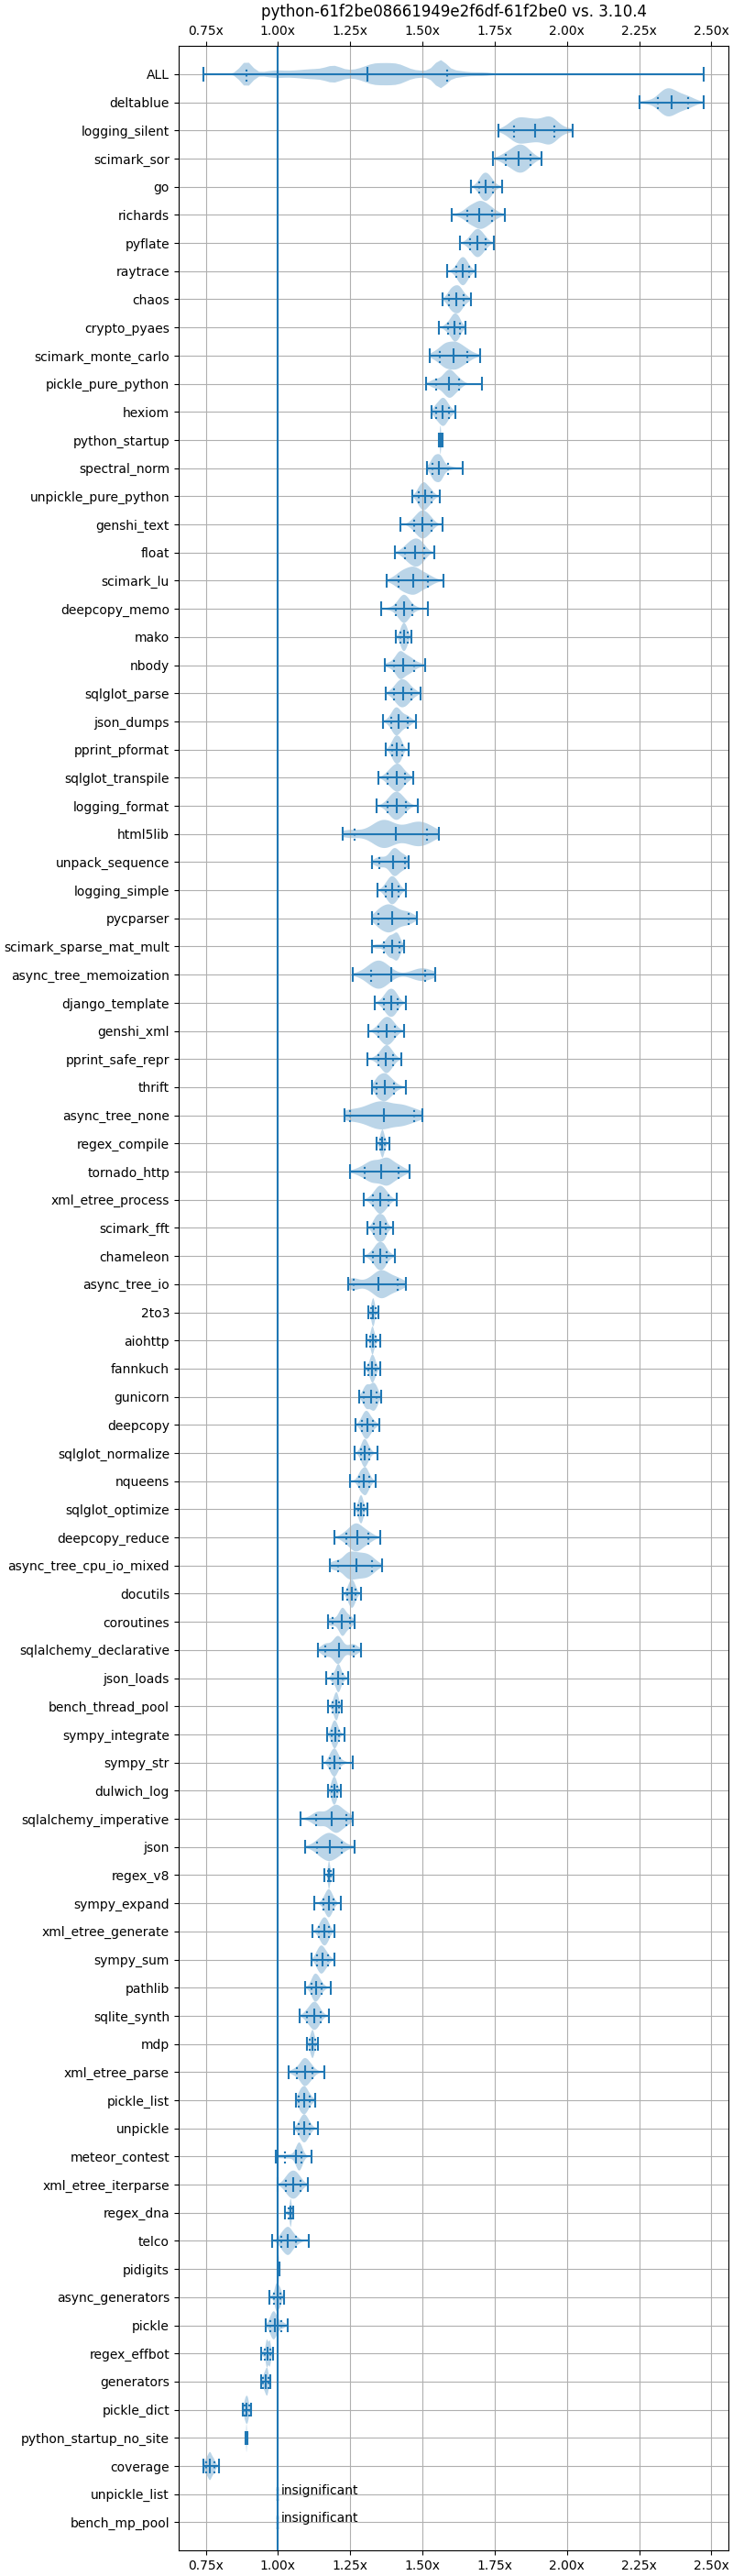 python-61f2be08661949e2f6df-61f2be0 vs. 3.10.4
0.75x 1.00x 1.25x 1.50x 1.75x 2.00x 2.25x 2.50x
ALL
deltablue
logging_silent
scimark_sor
go
richards
pyflate
raytrace
chaos
crypto_pyaes
scimark_monte_carlo
pickle_pure_python
hexiom
python_startup
spectral_norm
unpickle_pure_python
genshi_text
float
scimark_lu
deepcopy_memo
mako
nbody
sqlglot_parse
json_dumps
pprint_pformat
sqlglot_transpile
logging_format
html5lib
unpack_sequence
logging_simple
pycparser
scimark_sparse_mat_mult
async_tree_memoization
django_template
genshi_xml
pprint_safe_repr
thrift
async_tree_none
regex_compile
tornado_http
xml_etree_process
scimark_fft
chameleon
async_tree_io
2to3
aiohttp
fannkuch
gunicorn
deepcopy
sqlglot_normalize
nqueens
sqlglot_optimize
deepcopy_reduce
async_tree_cpu_io_mixed
docutils
coroutines
sqlalchemy_declarative
json_loads
bench_thread_pool
sympy_integrate
sympy_str
dulwich_log
sqlalchemy_imperative
json
regex_v8
sympy_expand
xml_etree_generate
sympy_sum
pathlib
sqlite_synth
mdp
xml_etree_parse
pickle_list
unpickle
meteor_contest
xml_etree_iterparse
regex_dna
telco
pidigits
async_generators
pickle
regex_effbot
generators
pickle_dict
python_startup_no_site
coverage
unpickle_list insignificant
bench_mp_pool insignificant
0.75x 1.00x 1.25x 1.50x 1.75x 2.00x 2.25x 2.50x